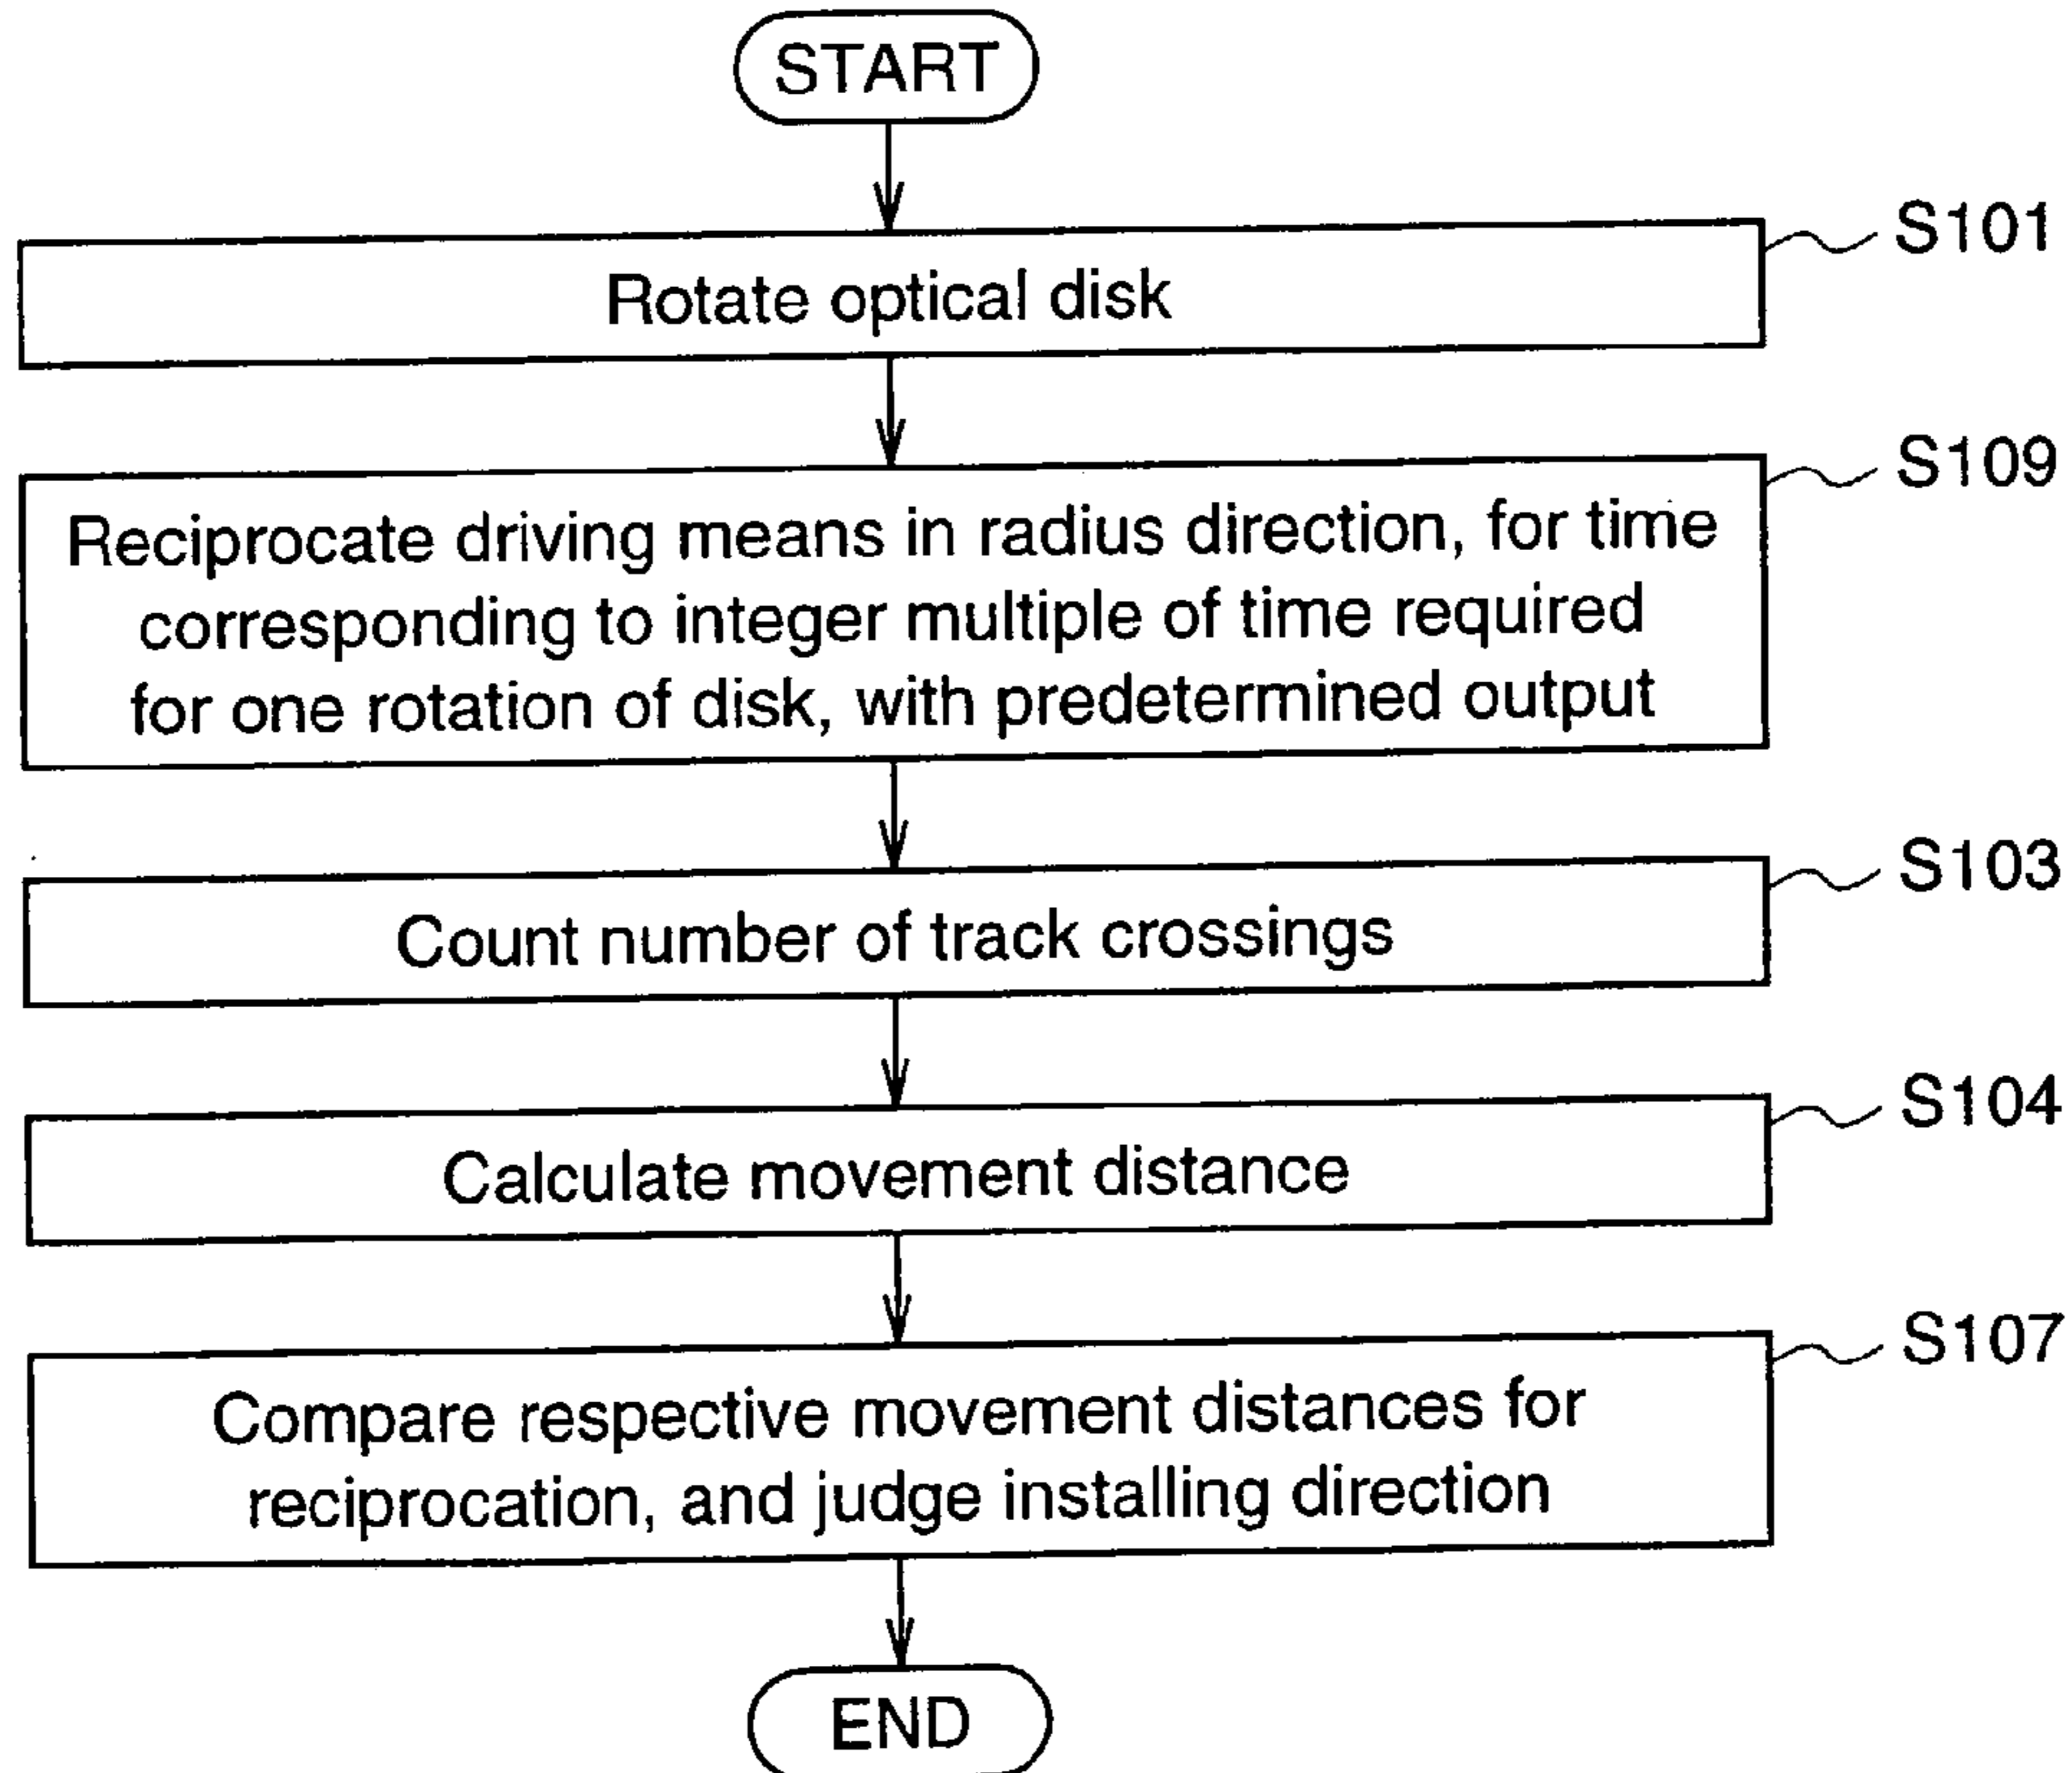 START
S101
Rotate optical disk
S109
Reciprocate driving means in radius direction, for time
corresponding to integer multiple of time required
for one rotation of disk, with predetermined output
S103
Count number of track crossings
S104
Calculate movement distance
S107
Compare respective movement distances for
reciprocation, and judge installing direction
END